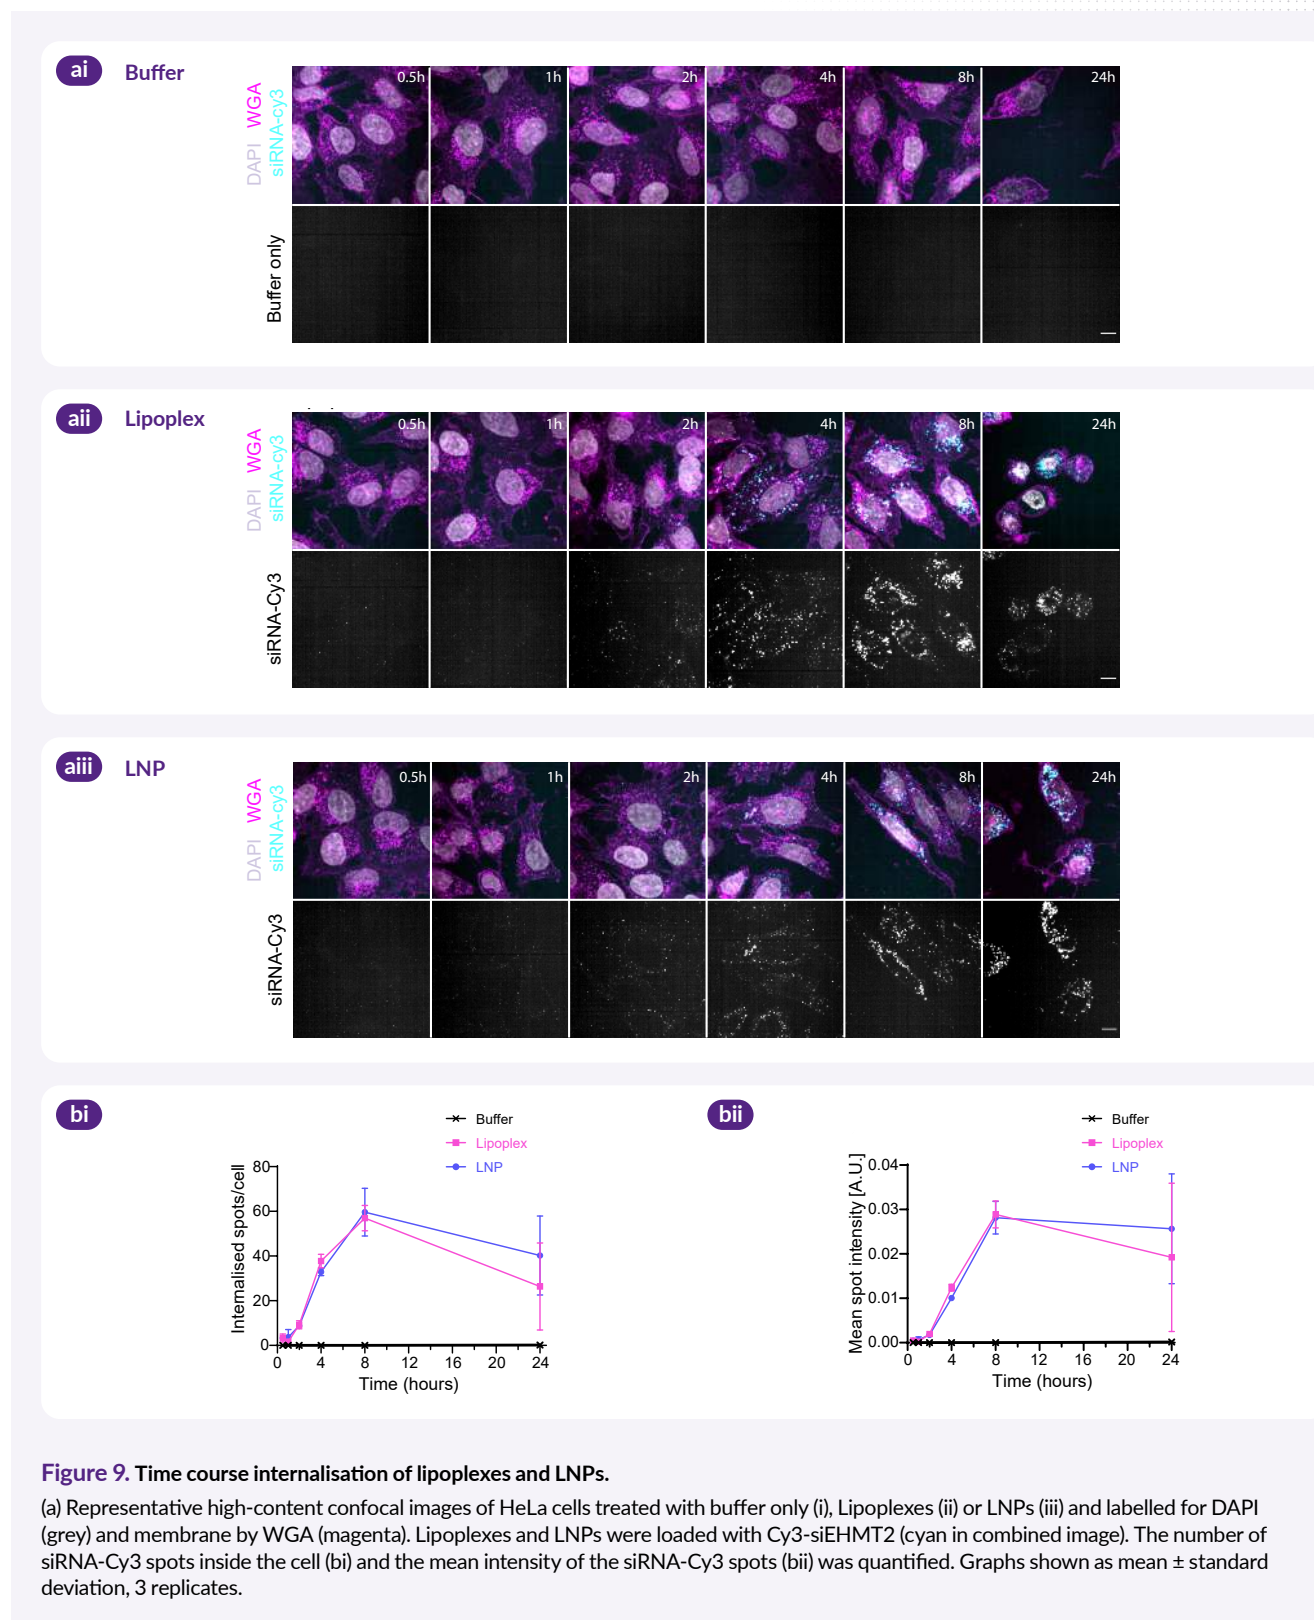 ai Buffer
DAPI WGA
siRNA-cy3
0.5h 1h 2h 4h 8h 24h
Buffer only
aii Lipoplex
DAPI WGA
siRNA-cy3
0.5h 1h 2h 4h 8h 24h
siRNA-Cy3
aiii LNP
DAPI WGA
siRNA-cy3
0.5h 1h 2h 4h 8h 24h
siRNA-Cy3
bi
Buffer
Lipoplex
LNP
Internalised spots/cell
80
60
40
20
0
0 4 8 12 16 20 24
Time (hours)
bii
Buffer
Lipoplex
LNP
Mean spot intensity [A.U.]
0.04
0.03
0.02
0.01
0.00
0 4 8 12 16 20 24
Time (hours)
Figure 9. Time course internalisation of lipoplexes and LNPs.
(a) Representative high-content confocal images of HeLa cells treated with buffer only (i), Lipoplexes (ii) or LNPs (iii) and labelled for DAPI
(grey) and membrane by WGA (magenta). Lipoplexes and LNPs were loaded with Cy3-siEHMT2 (cyan in combined image). The number of
siRNA-Cy3 spots inside the cell (bi) and the mean intensity of the siRNA-Cy3 spots (bii) was quantified. Graphs shown as mean ± standard
deviation, 3 replicates.